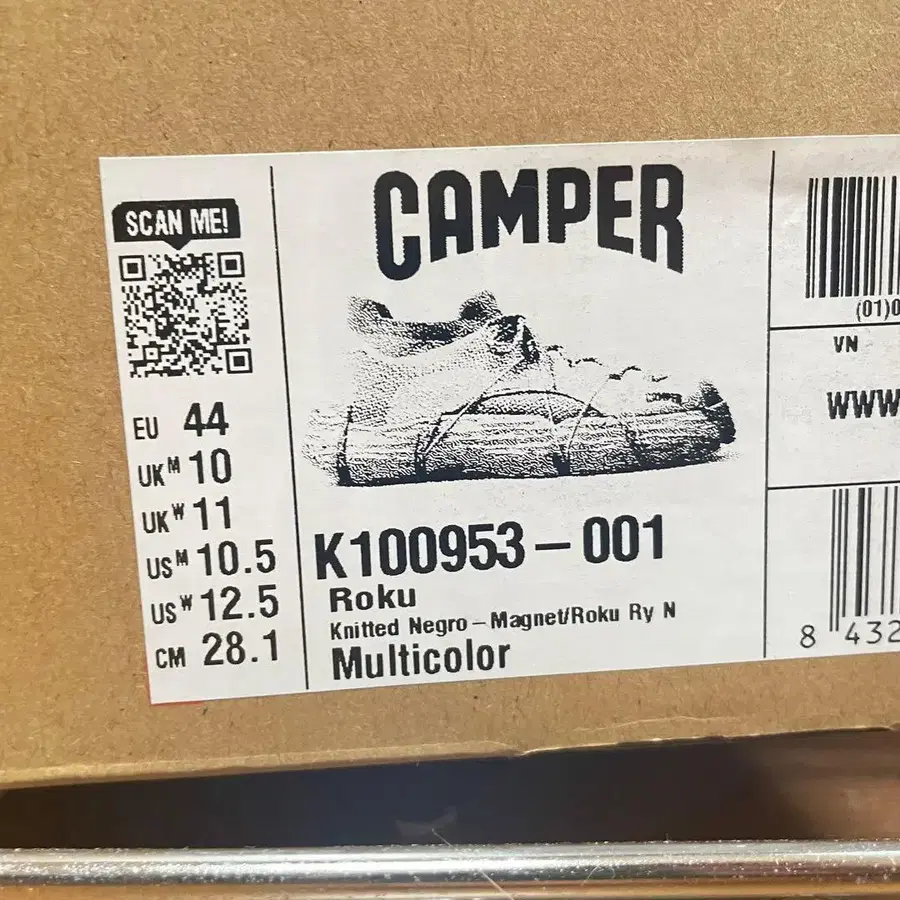 SCAN ME!
EU 44
UK M 10
UK W 11
US M 10.5
US W 12.5
CM 28.1
CAMPER
K100953-001
Roku
Knitted Negro-Magnet/Roku Ry N
Multicolor
(01)0
VN
WWW
8 432